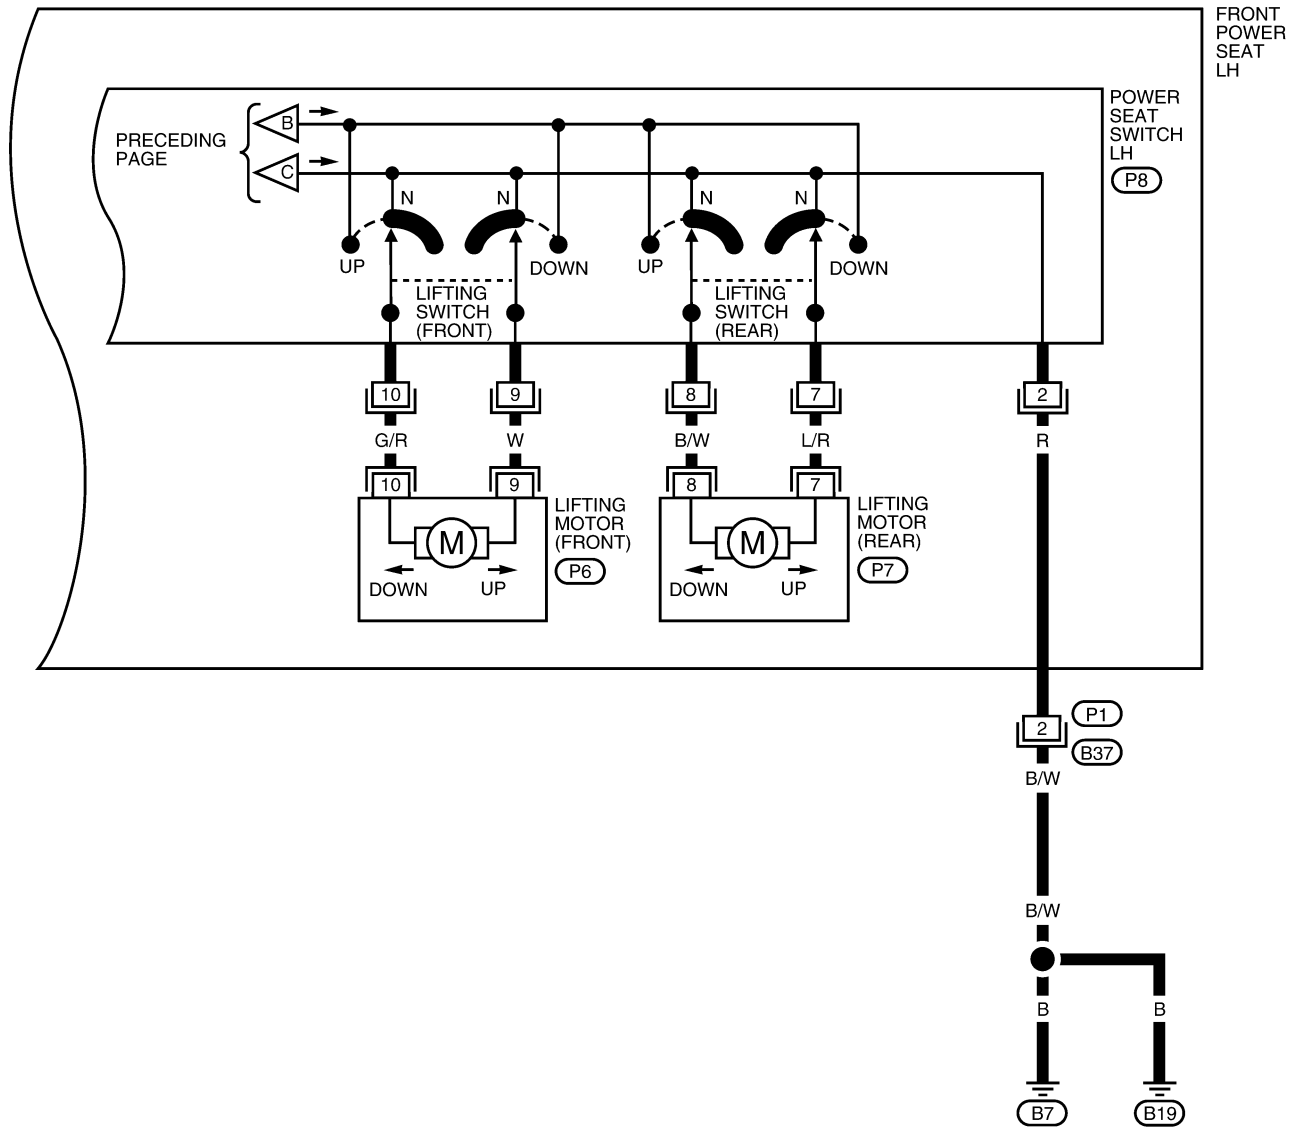 FRONT
POWER
SEAT
LH
POWER
SEAT
SWITCH
LH
P8
PRECEDING
PAGE
B
C
N
N
N
N
UP
DOWN
UP
DOWN
LIFTING
SWITCH
(FRONT)
LIFTING
SWITCH
(REAR)
10
9
8
7
2
G/R
W
B/W
L/R
R
10
9
8
7
M
DOWN
UP
LIFTING
MOTOR
(FRONT)
P6
M
DOWN
UP
LIFTING
MOTOR
(REAR)
P7
2
P1
B37
B/W
B/W
B
B
B7
B19